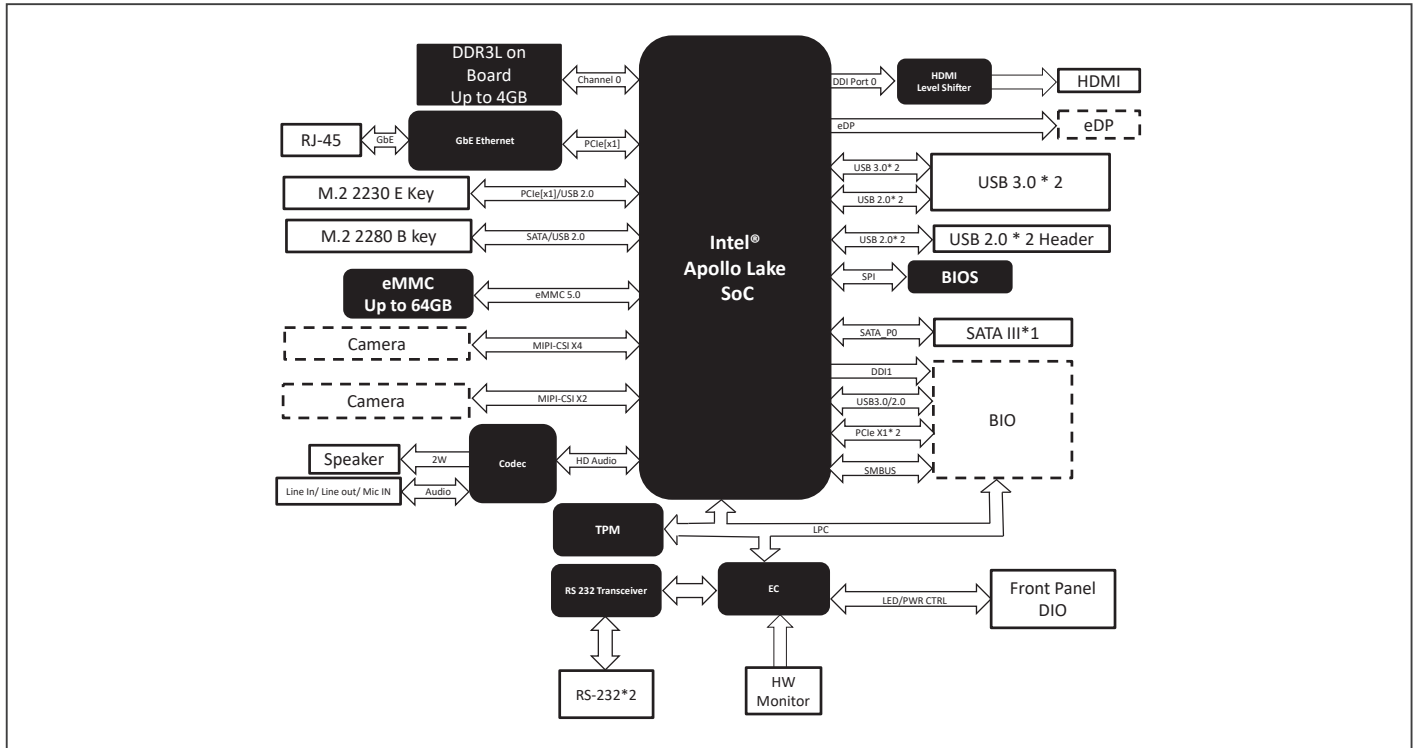 DDR3L on
Board
Up to 4GB
Channel 0
RJ-45
GbE
GbE Ethernet
PCIe[x1]
M.2 2230 E Key
PCIe[x1]/USB 2.0
M.2 2280 B key
SATA/USB 2.0
eMMC
Up to 64GB
eMMC 5.0
Camera
MIPI-CSI X4
Camera
MIPI-CSI X2
Speaker
2W
Codec
HD Audio
Line In/ Line out/ Mic IN
Audio
Intel®
Apollo Lake
SoC
DDI Port 0
HDMI
Level Shifter
HDMI
eDP
eDP
USB 3.0* 2
USB 2.0* 2
USB 3.0 * 2
USB 2.0* 2
USB 2.0 * 2 Header
SPI
BIOS
SATA_P0
SATA III*1
DDI1
USB3.0/2.0
PCIe X1* 2
SMBUS
BIO
TPM
LPC
RS 232 Transceiver
EC
LED/PWR CTRL
Front Panel
DIO
RS-232*2
HW
Monitor